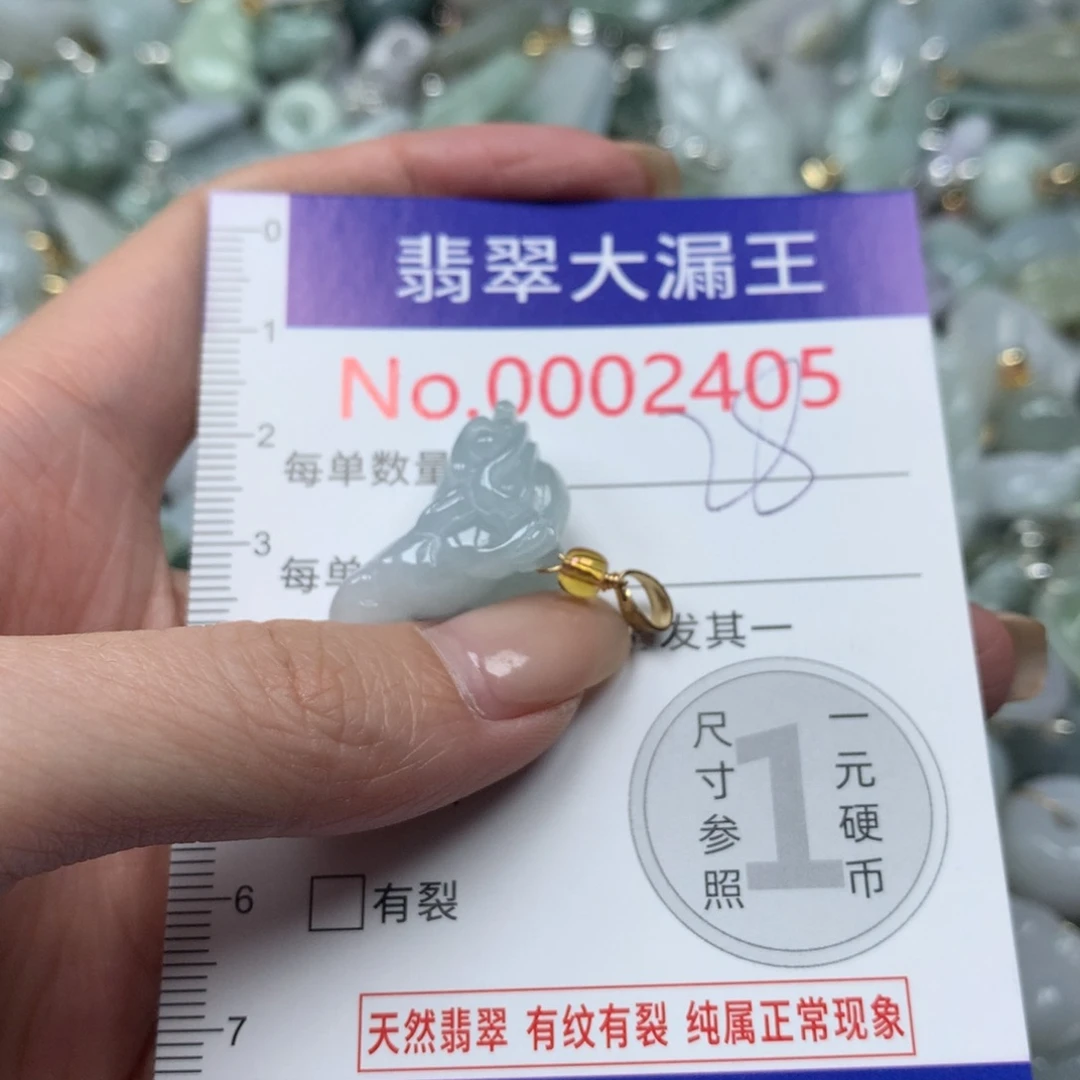 翡翠大漏王
No.0002405
28
每单数量
每单
发其一
0
1
2
3
6
7
尺寸参照
一元硬币
1
有裂
天然翡翠 有纹有裂 纯属正常现象